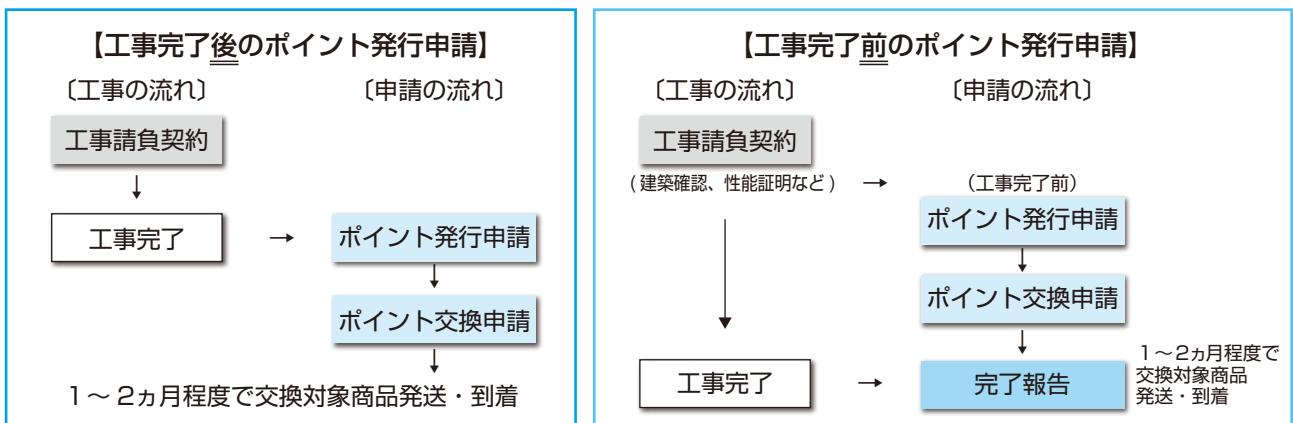 【工事完了後のポイント発行申請】
〔工事の流れ〕 〔申請の流れ〕
工事請負契約
↓
工事完了 → ポイント発行申請
↓
ポイント交換申請
↓
1～2ヵ月程度で交換対象商品発送・到着
【工事完了前のポイント発行申請】
〔工事の流れ〕 〔申請の流れ〕
工事請負契約
(建築確認、性能証明など) → （工事完了前）
ポイント発行申請
↓
ポイント交換申請
↓
工事完了 → 完了報告
1～2ヵ月程度で
交換対象商品
発送・到着